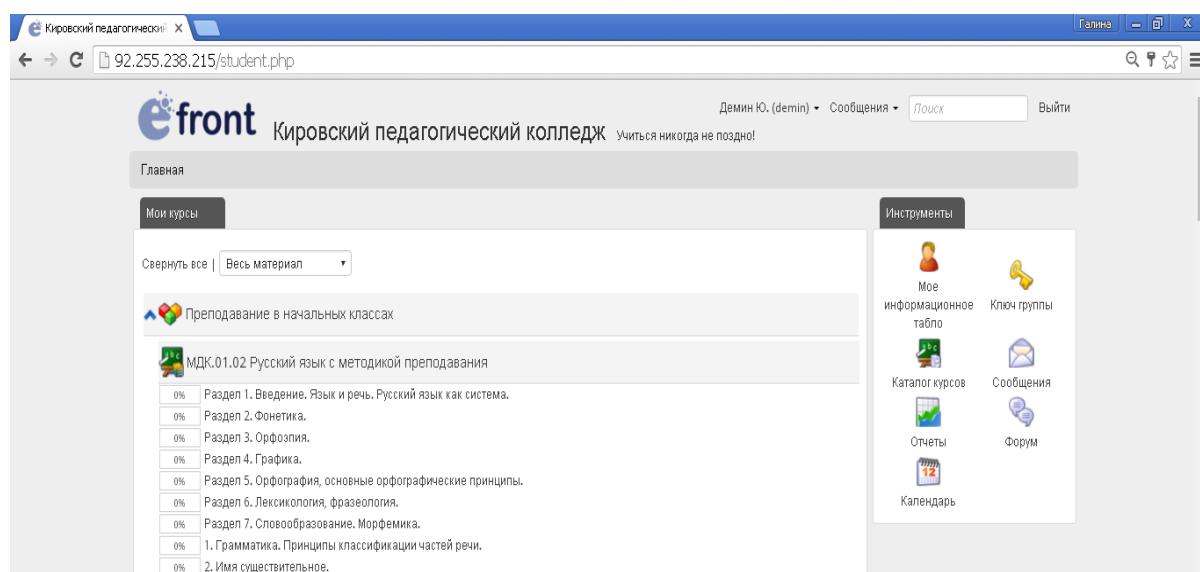 Кировский педагогический
Галина
92.255.238.215/student.php
efront Кировский педагогический колледж Учиться никогда не поздно!
Демин Ю. (demin) Сообщения Поиск Выйти
Главная
Мои курсы
Свернуть все | Весь материал
Преподавание в начальных классах
МДК.01.02 Русский язык с методикой преподавания
0% Раздел 1. Введение. Язык и речь. Русский язык как система.
0% Раздел 2. Фонетика.
0% Раздел 3. Орфоэпия.
0% Раздел 4. Графика.
0% Раздел 5. Орфография, основные орфографические принципы.
0% Раздел 6. Лексикология, фразеология.
0% Раздел 7. Словообразование. Морфемика.
0% 1. Грамматика. Принципы классификации частей речи.
0% 2. Имя существительное.
Инструменты
Мое
информационное
табло
Ключ группы
Каталог курсов
Сообщения
Отчеты
Форум
12
Календарь